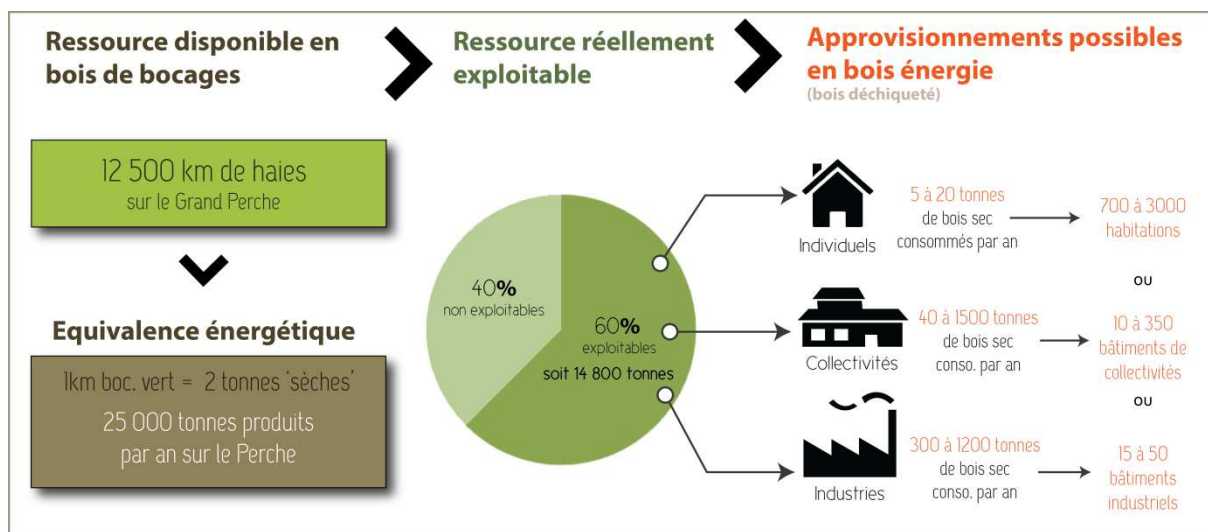 Ressource disponible en
bois de bocages
Ressource réellement
exploitable
Approvisionnements possibles
en bois énergie
(bois déchiqueté)
12 500 km de haies
sur le Grand Perche
Equivalence énergétique
1km boc. vert = 2 tonnes 'sèches'
25 000 tonnes produits
par an sur le Perche
40%
non exploitables
60%
exploitables
soit 14 800 tonnes
Individuels
5 à 20 tonnes
de bois sec
consommés par an
700 à 3000
habitations
ou
Collectivités
40 à 1500 tonnes
de bois sec
conso. par an
10 à 350
bâtiments de
collectivités
ou
Industries
300 à 1200 tonnes
de bois sec
conso. par an
15 à 50
bâtiments
industriels